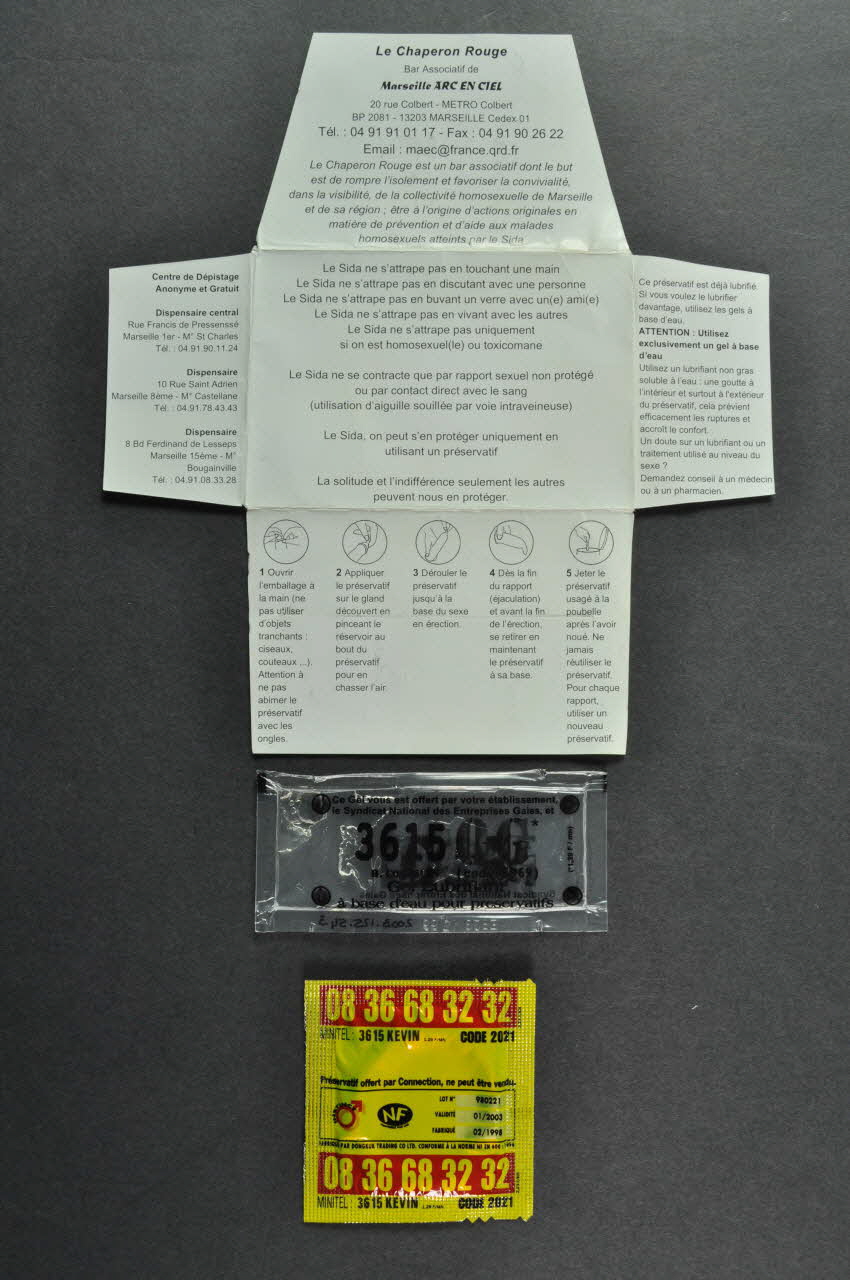 Le Chaperon Rouge
Bar Associatif de
Marseille ARC EN CIEL
20 rue Colbert - METRO Colbert
BP 2081 - 13203 MARSEILLE Cedex 01
Tél. : 04 91 91 01 17 - Fax : 04 91 90 26 22
Email : maec@france.qrd.fr
Le Chaperon Rouge est un bar associatif dont le but
est de rompre l'isolement et favoriser la convivialité,
dans la visibilité, de la collectivité homosexuelle de Marseille
et de sa région ; être à l'origine d'actions originales en
matière de prévention et d'aide aux malades
homosexuels atteints par le Sida
Centre de Dépistage
Anonyme et Gratuit
Dispensaire central
Rue Francis de Pressenssé
Marseille 1er - M° St Charles
Tél. : 04.91.90.11.24
Dispensaire
10 Rue Saint Adrien
Marseille 8ème - M° Castellane
Tél. : 04.91.78.43.43
Dispensaire
8 Bd Ferdinand de Lesseps
Marseille 15ème - M°
Bougainville
Tél. : 04.91.08.33.28
Le Sida ne s'attrape pas en touchant une main
Le Sida ne s'attrape pas en discutant avec une personne
Le Sida ne s'attrape pas en buvant un verre avec un(e) ami(e)
Le Sida ne s'attrape pas en vivant avec les autres
Le Sida ne s'attrape pas uniquement
si on est homosexuel(le) ou toxicomane
Le Sida ne se contracte que par rapport sexuel non protégé
ou par contact direct avec le sang
(utilisation d'aiguille souillée par voie intraveineuse)
Le Sida, on peut s'en protéger uniquement en
utilisant un préservatif
La solitude et l'indifférence seulement les autres
peuvent nous en protéger.
Ce préservatif est déjà lubrifié.
Si vous voulez le lubrifier
davantage, utilisez les gels à
base d'eau.
ATTENTION : Utilisez
exclusivement un gel à base
d'eau
Utilisez un lubrifiant non gras
soluble à l'eau : une goutte à
l'intérieur et surtout à l'extérieur
du préservatif, cela prévient
efficacement les ruptures et
accroît le confort.
Un doute sur un lubrifiant ou un
traitement utilisé au niveau du
sexe ?
Demandez conseil à un médecin
ou à un pharmacien.
1 Ouvrir
l'emballage à
la main (ne
pas utiliser
d'objets
tranchants :
ciseaux,
couteaux ...).
Attention à
ne pas
abimer le
préservatif
avec les
ongles.
2 Appliquer
le préservatif
sur le gland
découvert en
pinceant le
réservoir au
bout du
préservatif
pour en
chasser l'air.
3 Dérouler le
préservatif
jusqu'à la
base du sexe
en érection.
4 Dès la fin
du rapport
(éjaculation)
et avant la fin
de l'érection,
se retirer en
maintenant
le préservatif
à sa base.
5 Jeter le
préservatif
usagé à la
poubelle
après l'avoir
noué. Ne
jamais
réutiliser le
préservatif.
Pour chaque
rapport,
utiliser un
nouveau
préservatif.
Ce Gel vous est offert par votre établissement,
le Syndicat National des Entreprises Gaies, et
3615
Gel Lubrifiant
à base d'eau pour préservatifs
2003.125.54.3
08 36 68 32 32
MINITEL : 3615 KEVIN CODE 2021
Préservatif offert par Connection, ne peut être vendu.
NF
LOT N° 980221
VALIDITÉ 01/2003
FABRIQUÉ 02/1998
FABRIQUÉ PAR DONGKUK TRADING CO LTD. CONFORME À LA NORME
08 36 68 32 32
MINITEL : 3615 KEVIN CODE 2021